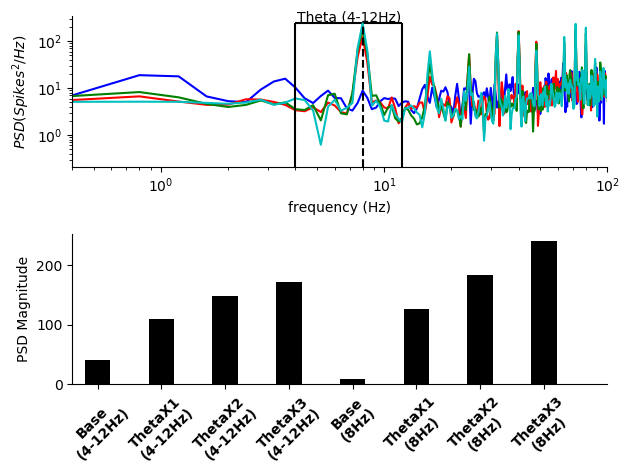 Theta (4-12Hz)
PSD(Spikes²/Hz)
10²
10¹
10⁰
10⁰
10¹
10²
frequency (Hz)
PSD Magnitude
200
100
0
Base
(4-12Hz)
ThetaX1
(4-12Hz)
ThetaX2
(4-12Hz)
ThetaX3
(4-12Hz)
Base
(8Hz)
ThetaX1
(8Hz)
ThetaX2
(8Hz)
ThetaX3
(8Hz)